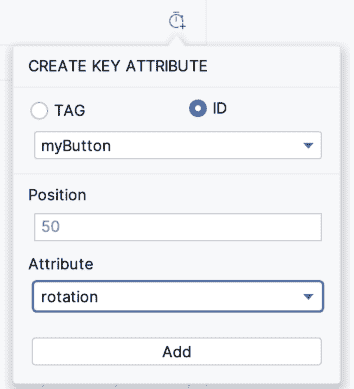 CREATE KEY ATTRIBUTE
TAG ID
myButton
Position
50
Attribute
rotation
Add